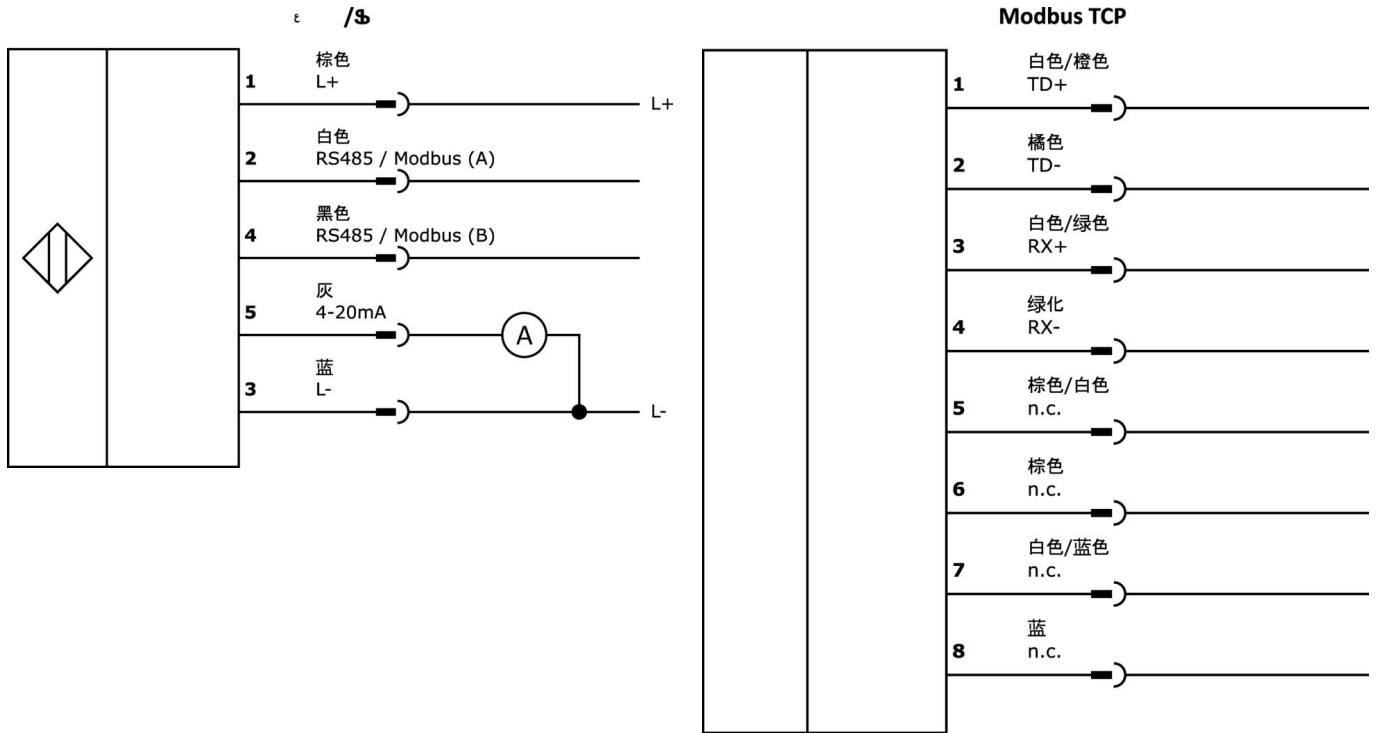 棕色
1 L+
L+
白色
2 RS485 / Modbus (A)
黑色
4 RS485 / Modbus (B)
灰
5 4-20mA
A
蓝
3 L-
L-
Modbus TCP
白色/橙色
1 TD+
橘色
2 TD-
白色/绿色
3 RX+
绿化
4 RX-
棕色/白色
5 n.c.
棕色
6 n.c.
白色/蓝色
7 n.c.
蓝
8 n.c.